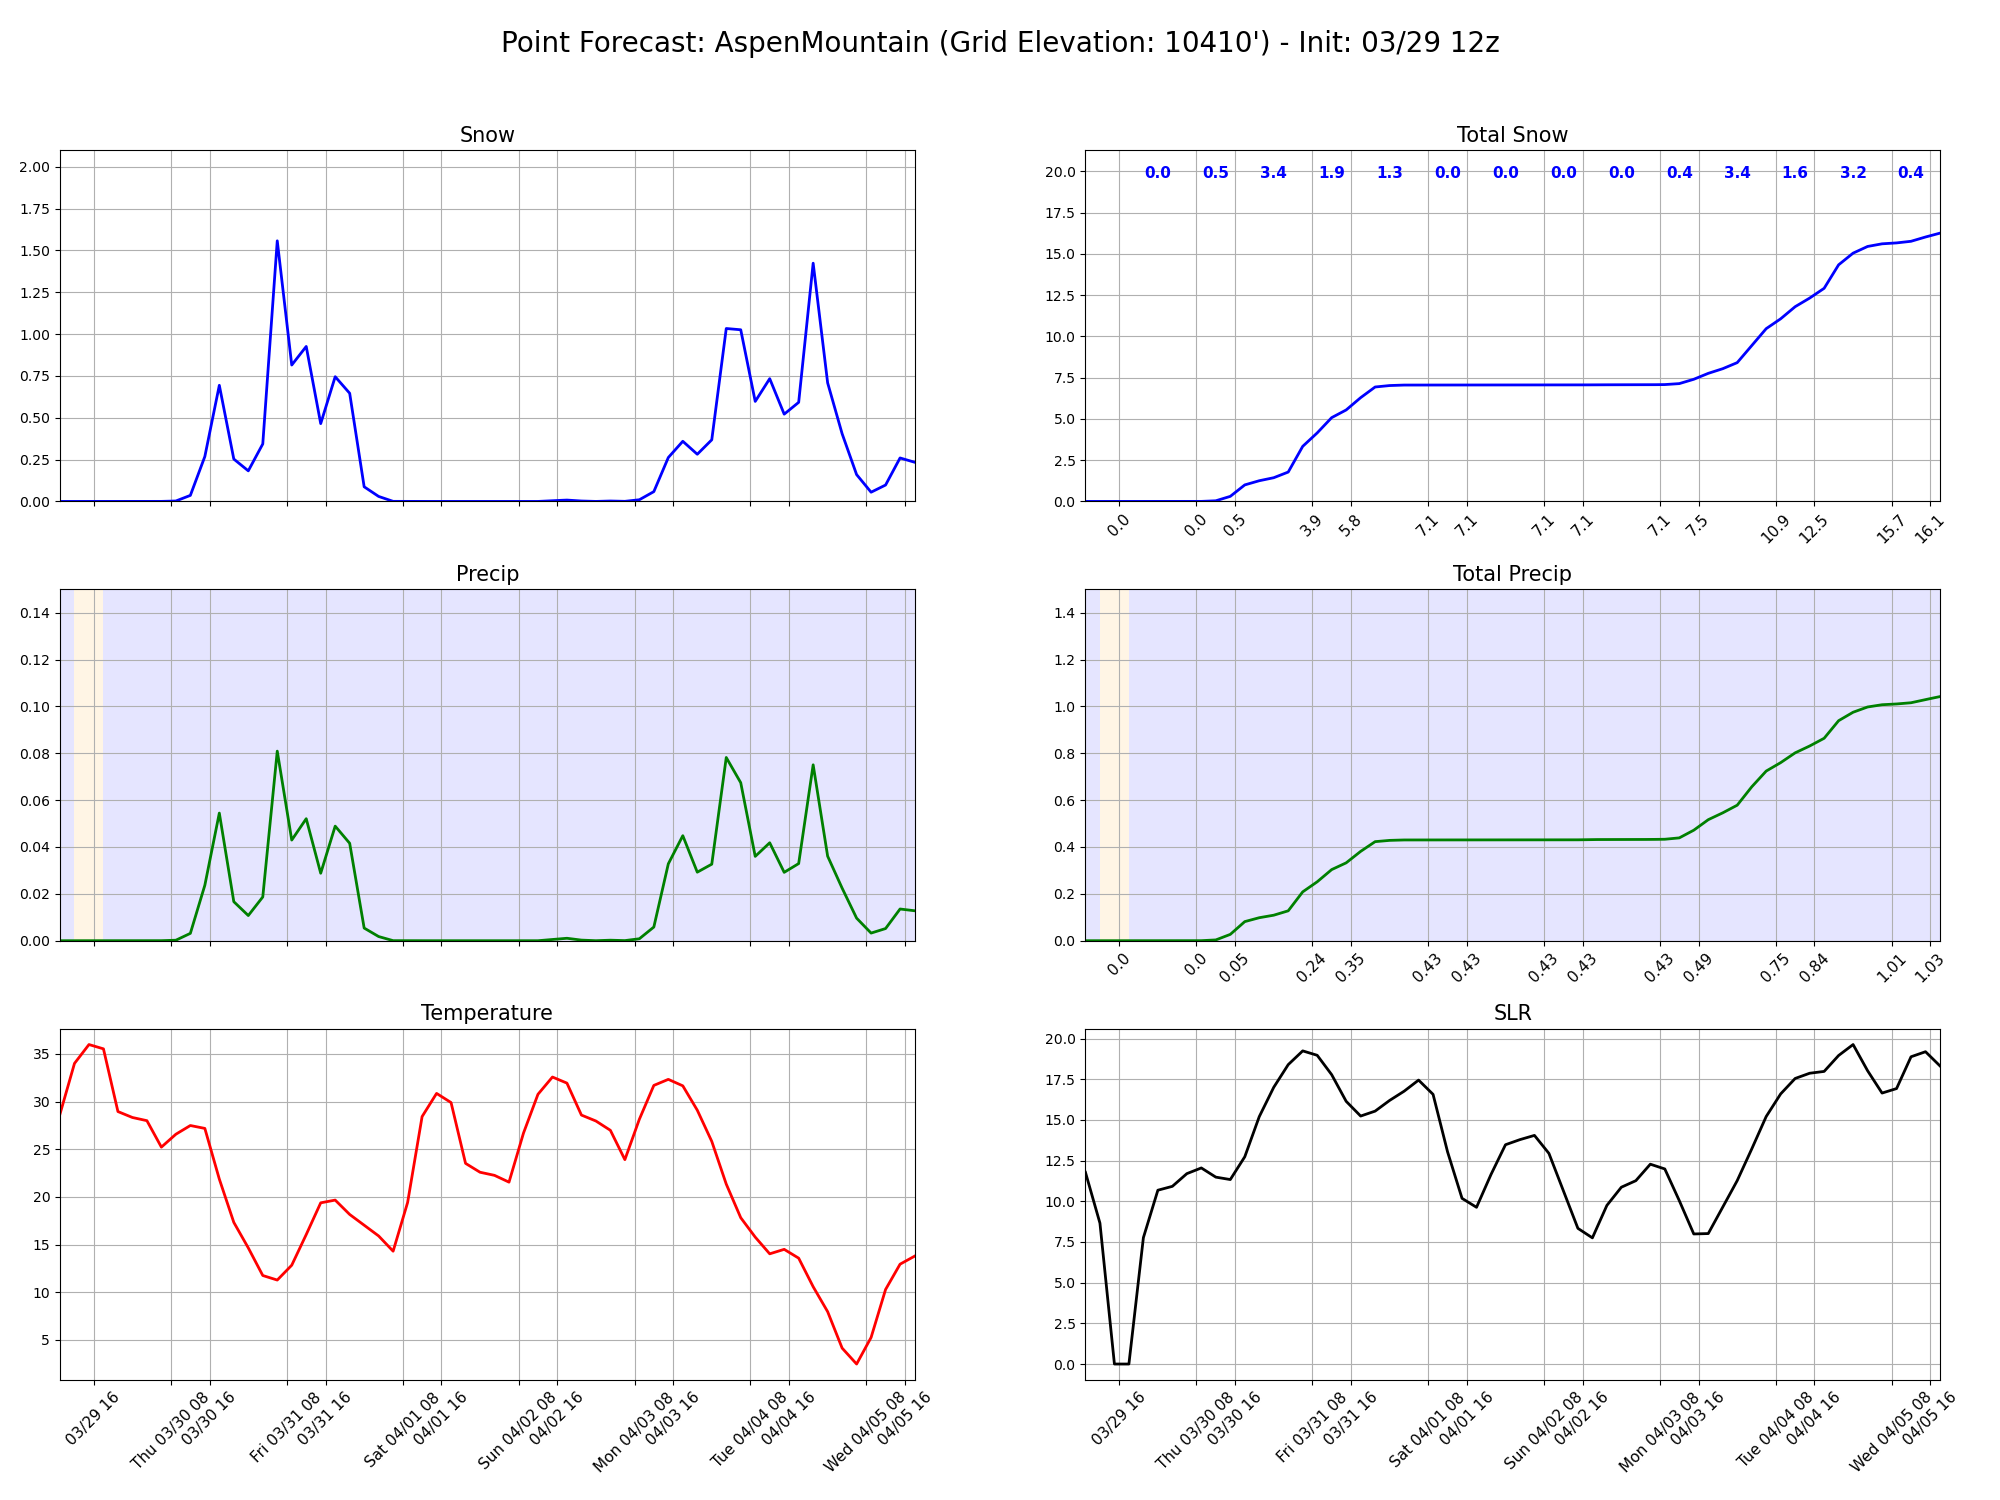 Point Forecast: AspenMountain (Grid Elevation: 10410') - Init: 03/29 12z
Snow
2.00
1.75
1.50
1.25
1.00
0.75
0.50
0.25
0.00
Total Snow
0.0 0.5 3.4 1.9 1.3 0.0 0.0 0.0 0.0 0.4 3.4 1.6 3.2 0.4
20.0
17.5
15.0
12.5
10.0
7.5
5.0
2.5
0.0
0.0 0.0 0.5 3.9 5.8 7.1 7.1 7.1 7.1 7.1 7.5 10.9 12.5 15.7 16.1
Precip
0.14
0.12
0.10
0.08
0.06
0.04
0.02
0.00
Total Precip
1.4
1.2
1.0
0.8
0.6
0.4
0.2
0.0
0.0 0.0 0.05 0.24 0.35 0.43 0.43 0.43 0.43 0.43 0.49 0.75 0.84 1.01 1.03
Temperature
35
30
25
20
15
10
5
03/29 16
Thu 03/30 08
03/30 16
Fri 03/31 08
03/31 16
Sat 04/01 08
04/01 16
Sun 04/02 08
04/02 16
Mon 04/03 08
04/03 16
Tue 04/04 08
04/04 16
Wed 04/05 08
04/05 16
SLR
20.0
17.5
15.0
12.5
10.0
7.5
5.0
2.5
0.0
03/29 16
Thu 03/30 08
03/30 16
Fri 03/31 08
03/31 16
Sat 04/01 08
04/01 16
Sun 04/02 08
04/02 16
Mon 04/03 08
04/03 16
Tue 04/04 08
04/04 16
Wed 04/05 08
04/05 16